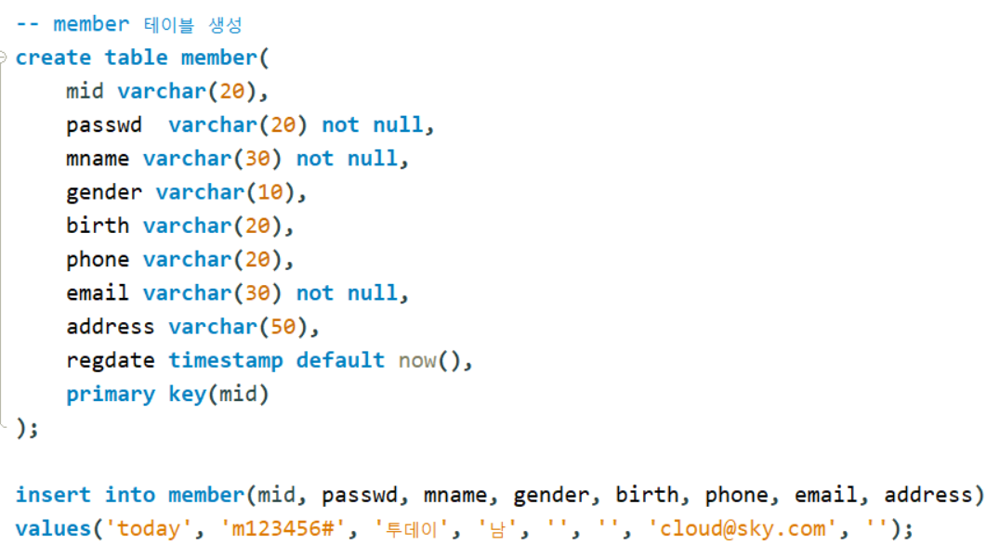 -- member 테이블 생성
create table member(
    mid varchar(20),
    passwd  varchar(20) not null,
    mname varchar(30) not null,
    gender varchar(10),
    birth varchar(20),
    phone varchar(20),
    email varchar(30) not null,
    address varchar(50),
    regdate timestamp default now(),
    primary key(mid)
);
insert into member(mid, passwd, mname, gender, birth, phone, email, address)
values('today', 'm123456#', '투데이', '남', '', '', 'cloud@sky.com', '');